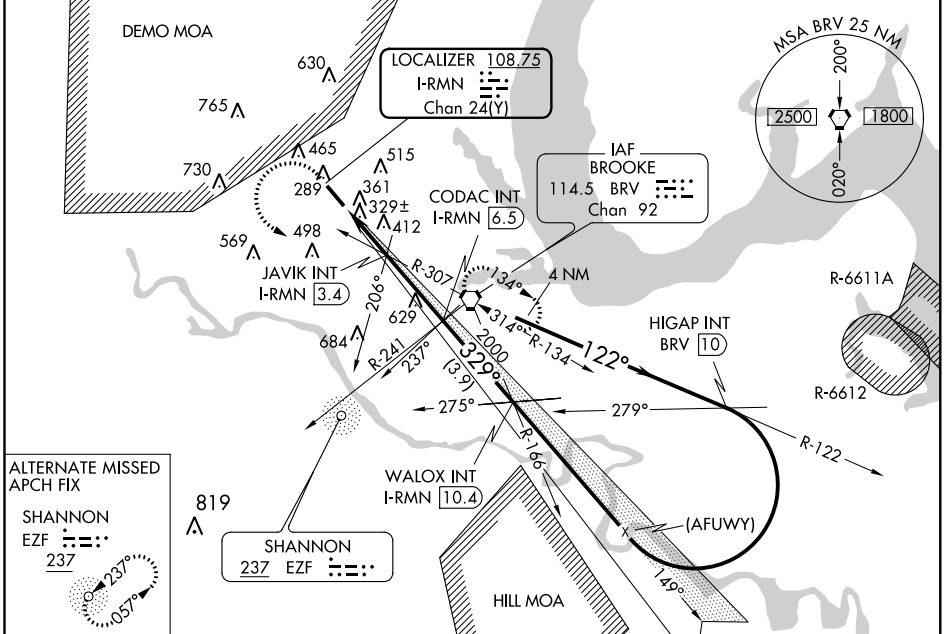 DEMO MOA
630
765
730
465
515
289
361
329±
412
498
569
LOCALIZER 108.75
I-RMN
Chan 24(Y)
MSA BRV 25 NM
200°
2500
1800
020°
IAF
BROOKE
114.5 BRV
Chan 92
CODAC INT
I-RMN 6.5
JAVIK INT
I-RMN 3.4
R-307
134°
4 NM
206°
629
684
314°
R-134
2000
122°
HIGAP INT
BRV 10
R-6611A
R-6612
R-241
237°
329°
(3.9)
275°
279°
R-122
R-166
WALOX INT
I-RMN 10.4
(AFUWY)
149°
HILL MOA
819
SHANNON
237 EZF
ALTERNATE MISSED
APCH FIX
SHANNON
EZF
237
237°
057°